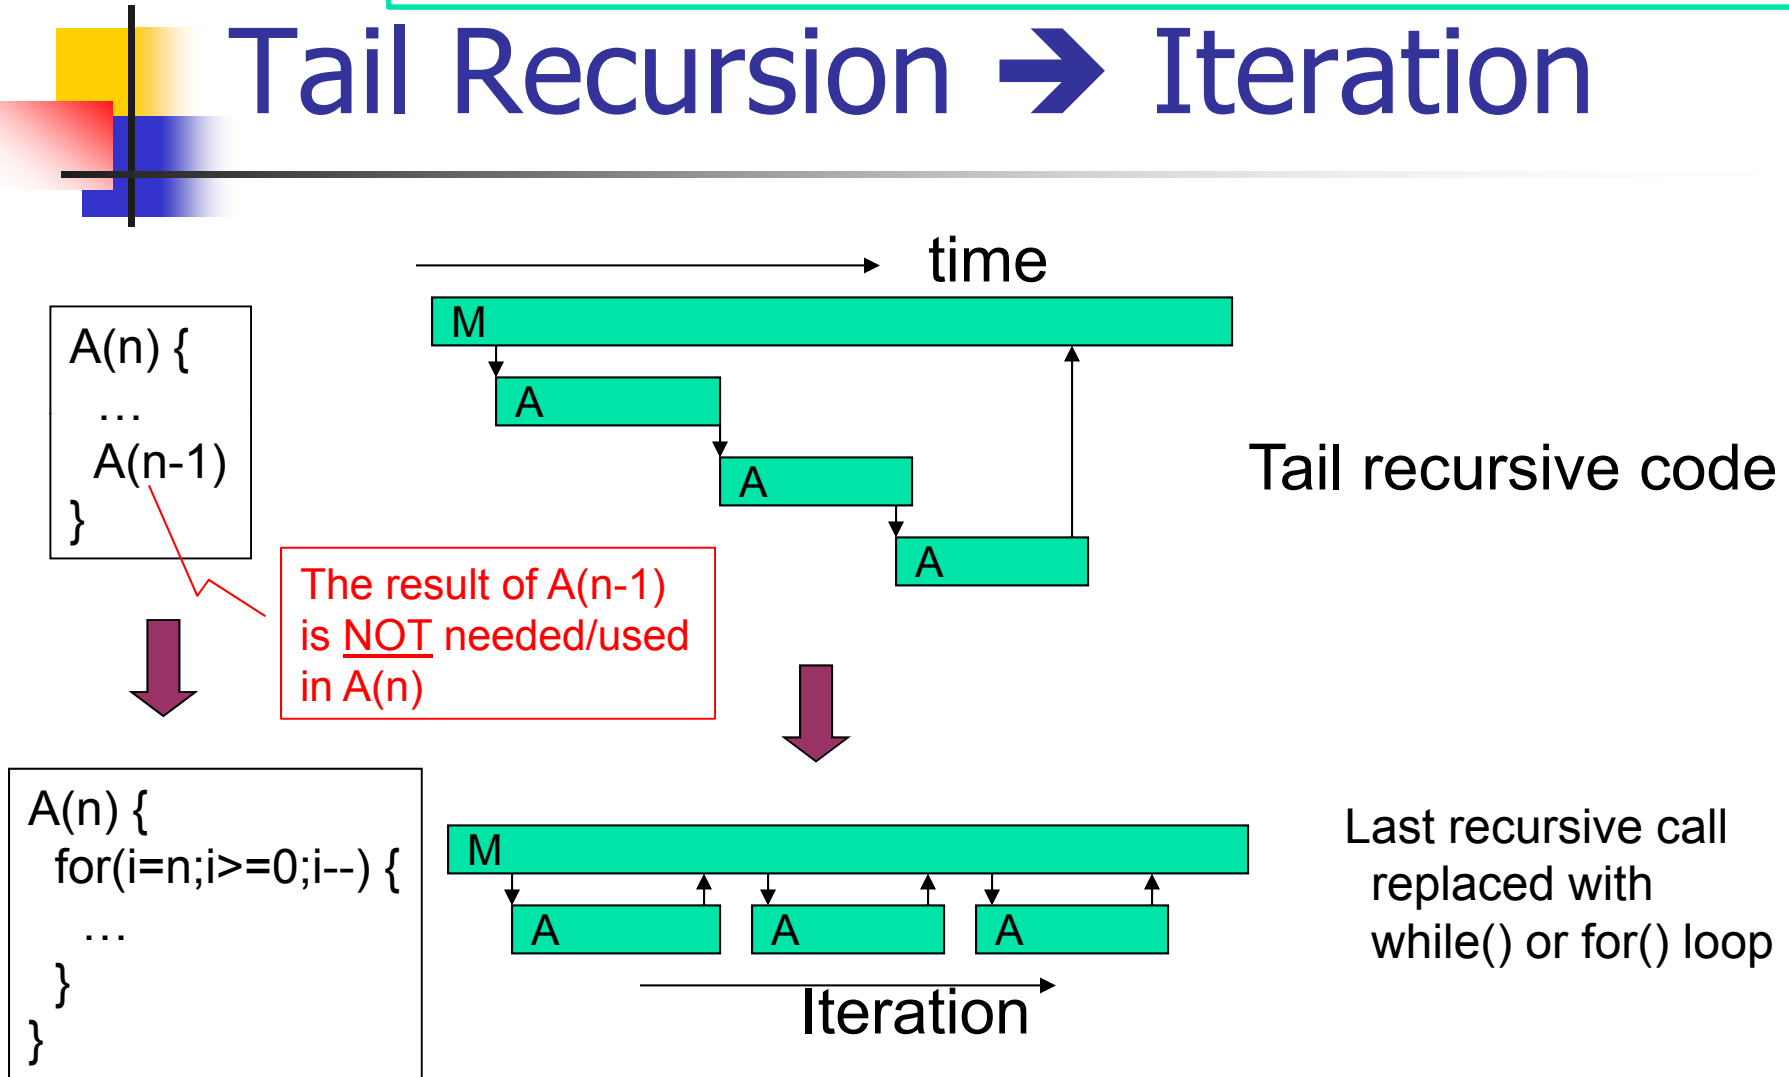 Tail Recursion ➔ Iteration
time
A(n) {
…
A(n-1)
}
M
A
A
A
Tail recursive code
The result of A(n-1)
is NOT needed/used
in A(n)
A(n) {
for(i=n;i>=0;i--) {
…
}
}
M
A
A
A
Iteration
Last recursive call
replaced with
while() or for() loop